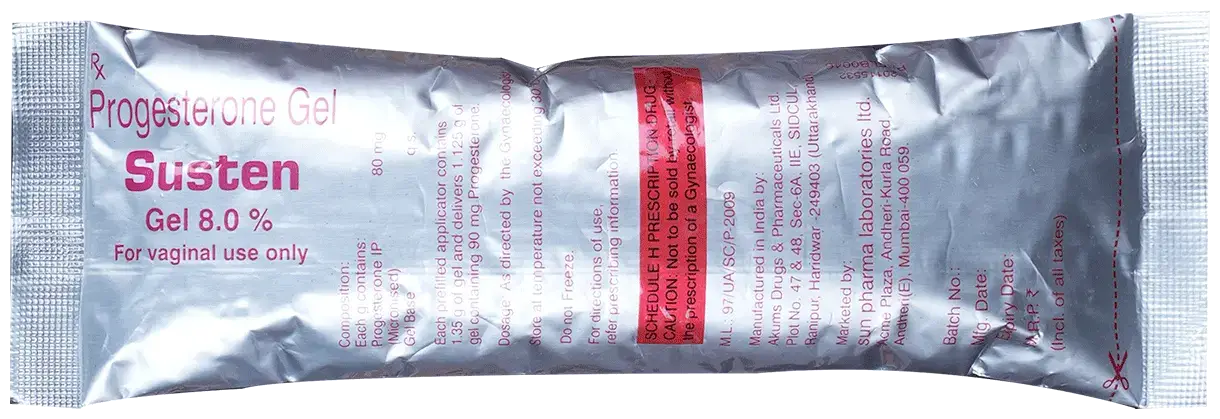 Rx
Progesterone Gel
Susten
Gel 8.0 %
For vaginal use only
Composition:
Each g contains:
Progesterone IP 80 mg
(Micronised)
Gel Base q.s.
Each prefilled applicator contains
1.35 g of gel and delivers 1.125 g of
gel containing 90 mg Progesterone.
Dosage: As directed by the Gynaecologist
Store at temperature not exceeding 30
Do not Freeze.
For directions of use,
refer prescribing information.
SCHEDULE H PRESCRIPTION DRUG-
CAUTION: Not to be sold by retail without
the prescription of a Gynaecologist.
M.L.: 97/UA/SC/P-2009
Manufactured in India by:
Akums Drugs & Pharmaceuticals Ltd.
Plot No. 47 & 48, Sec-6A, IIE, SIDCUL,
Ranipur, Haridwar-249403 (Uttarakhand)
Marketed by:
Sun pharma laboratories ltd.
Acme Plaza, Andheri-Kurla Road,
Andheri(E), Mumbai-400 059.
Batch No.:
Mfg. Date:
Expiry Date:
M.R.P. ₹
(Incl. of all taxes)